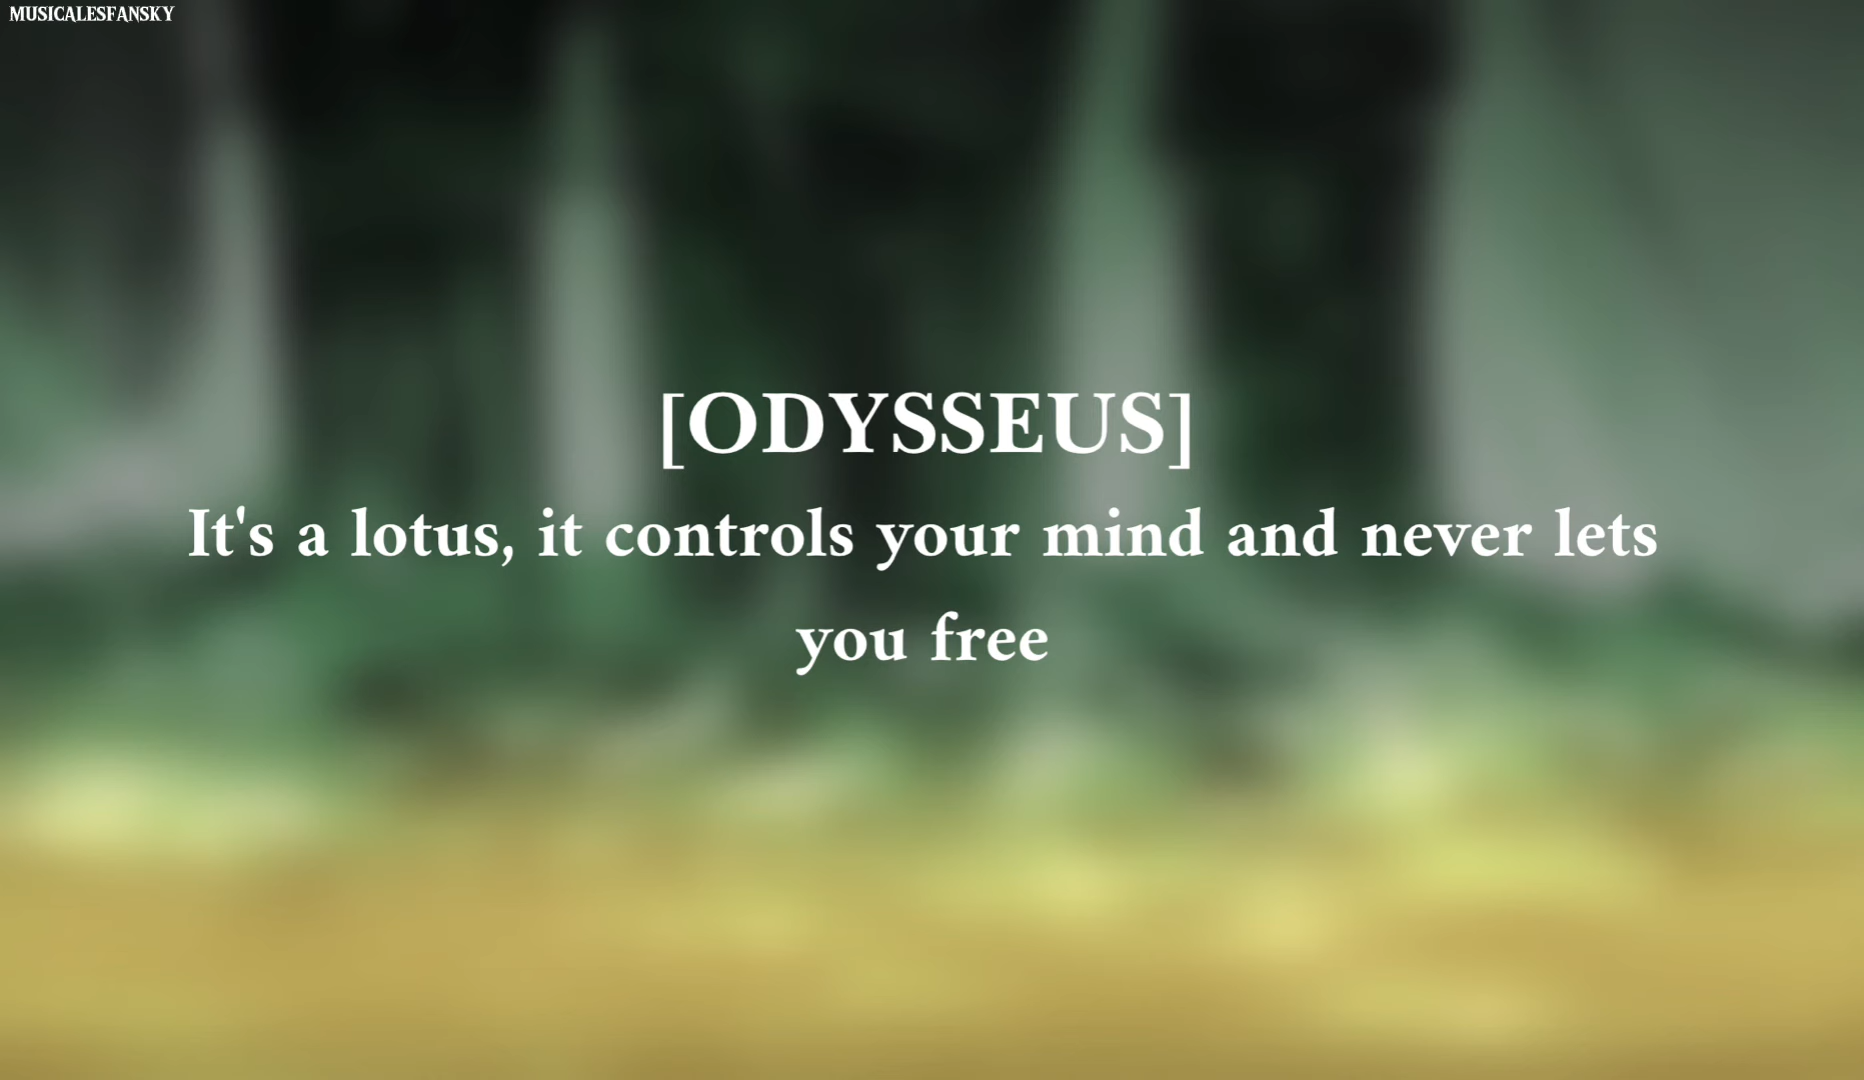 MUSICALESFANSKY
[ODYSSEUS]
It's a lotus, it controls your mind and never lets
you free